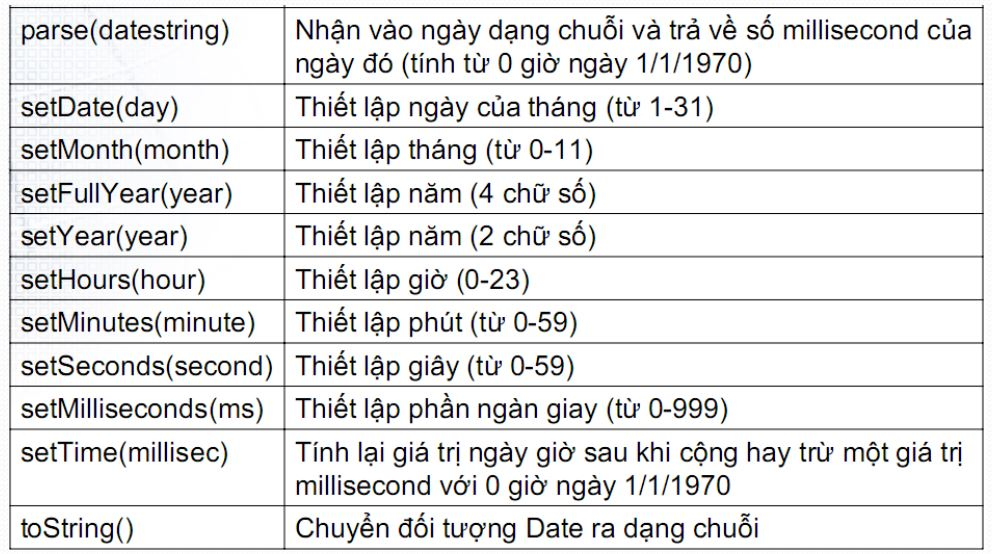 parse(datestring)
Nhận vào ngày dạng chuỗi và trả về số millisecond của
ngày đó (tính từ 0 giờ ngày 1/1/1970)
setDate(day)
Thiết lập ngày của tháng (từ 1-31)
setMonth(month)
Thiết lập tháng (từ 0-11)
setFullYear(year)
Thiết lập năm (4 chữ số)
setYear(year)
Thiết lập năm (2 chữ số)
setHours(hour)
Thiết lập giờ (0-23)
setMinutes(minute)
Thiết lập phút (từ 0-59)
setSeconds(second)
Thiết lập giây (từ 0-59)
setMilliseconds(ms)
Thiết lập phần ngàn giay (từ 0-999)
setTime(millisec)
Tính lại giá trị ngày giờ sau khi cộng hay trừ một giá trị
millisecond với 0 giờ ngày 1/1/1970
toString()
Chuyển đối tượng Date ra dạng chuỗi